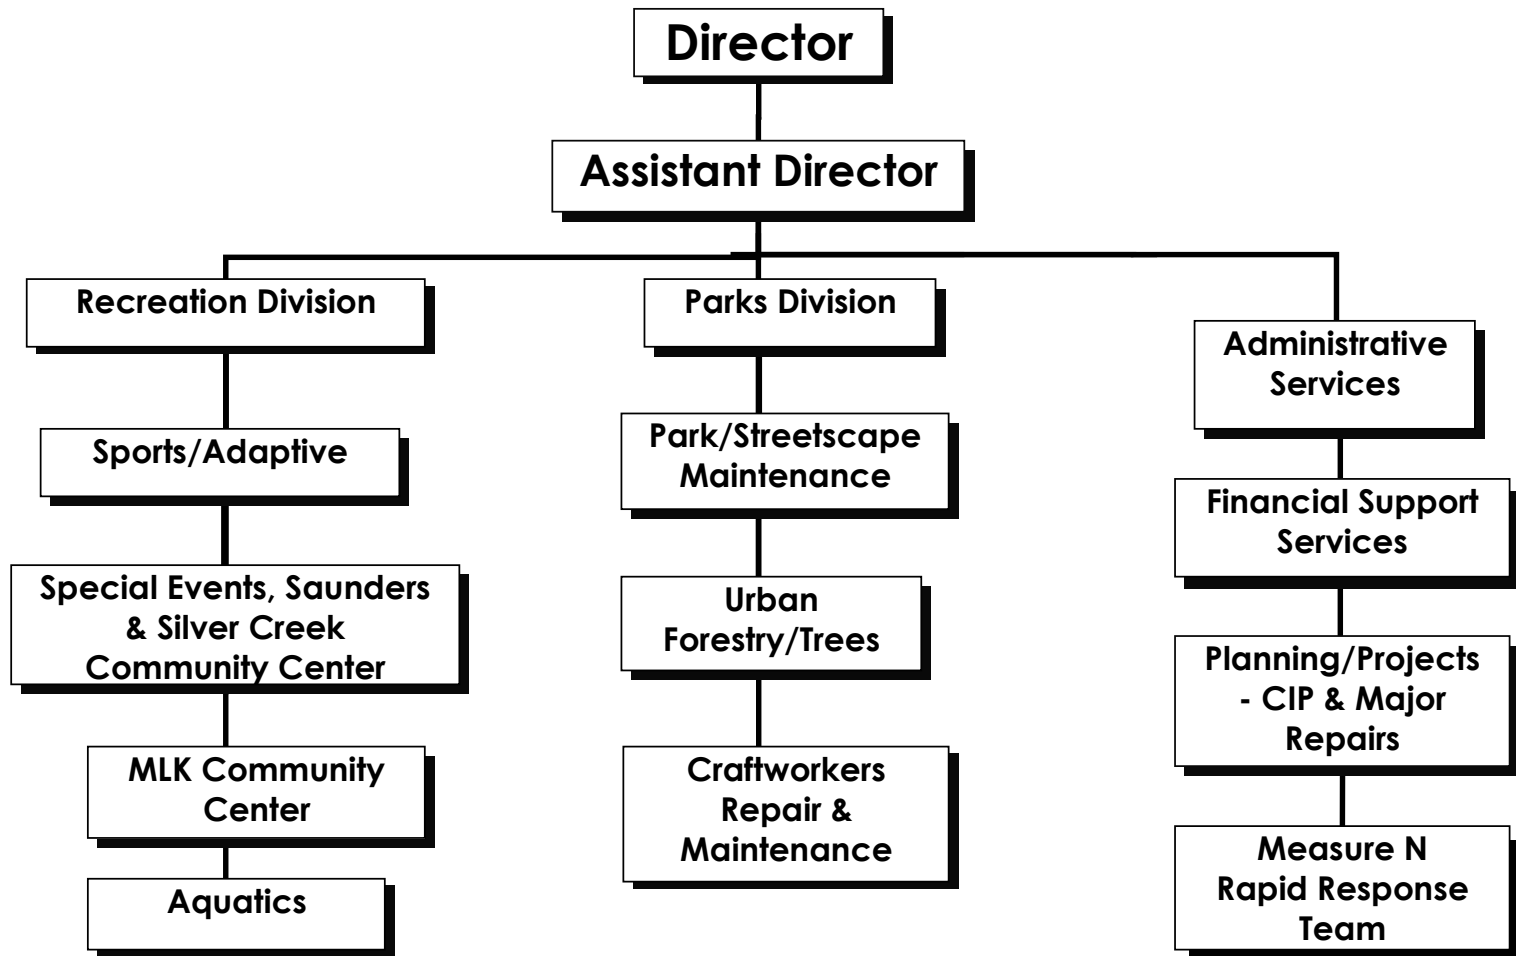 Director
Assistant Director
Recreation Division
Sports/Adaptive
Special Events, Saunders
& Silver Creek
Community Center
MLK Community
Center
Aquatics
Parks Division
Park/Streetscape
Maintenance
Urban
Forestry/Trees
Craftworkers
Repair &
Maintenance
Administrative
Services
Financial Support
Services
Planning/Projects
- CIP & Major
Repairs
Measure N
Rapid Response
Team